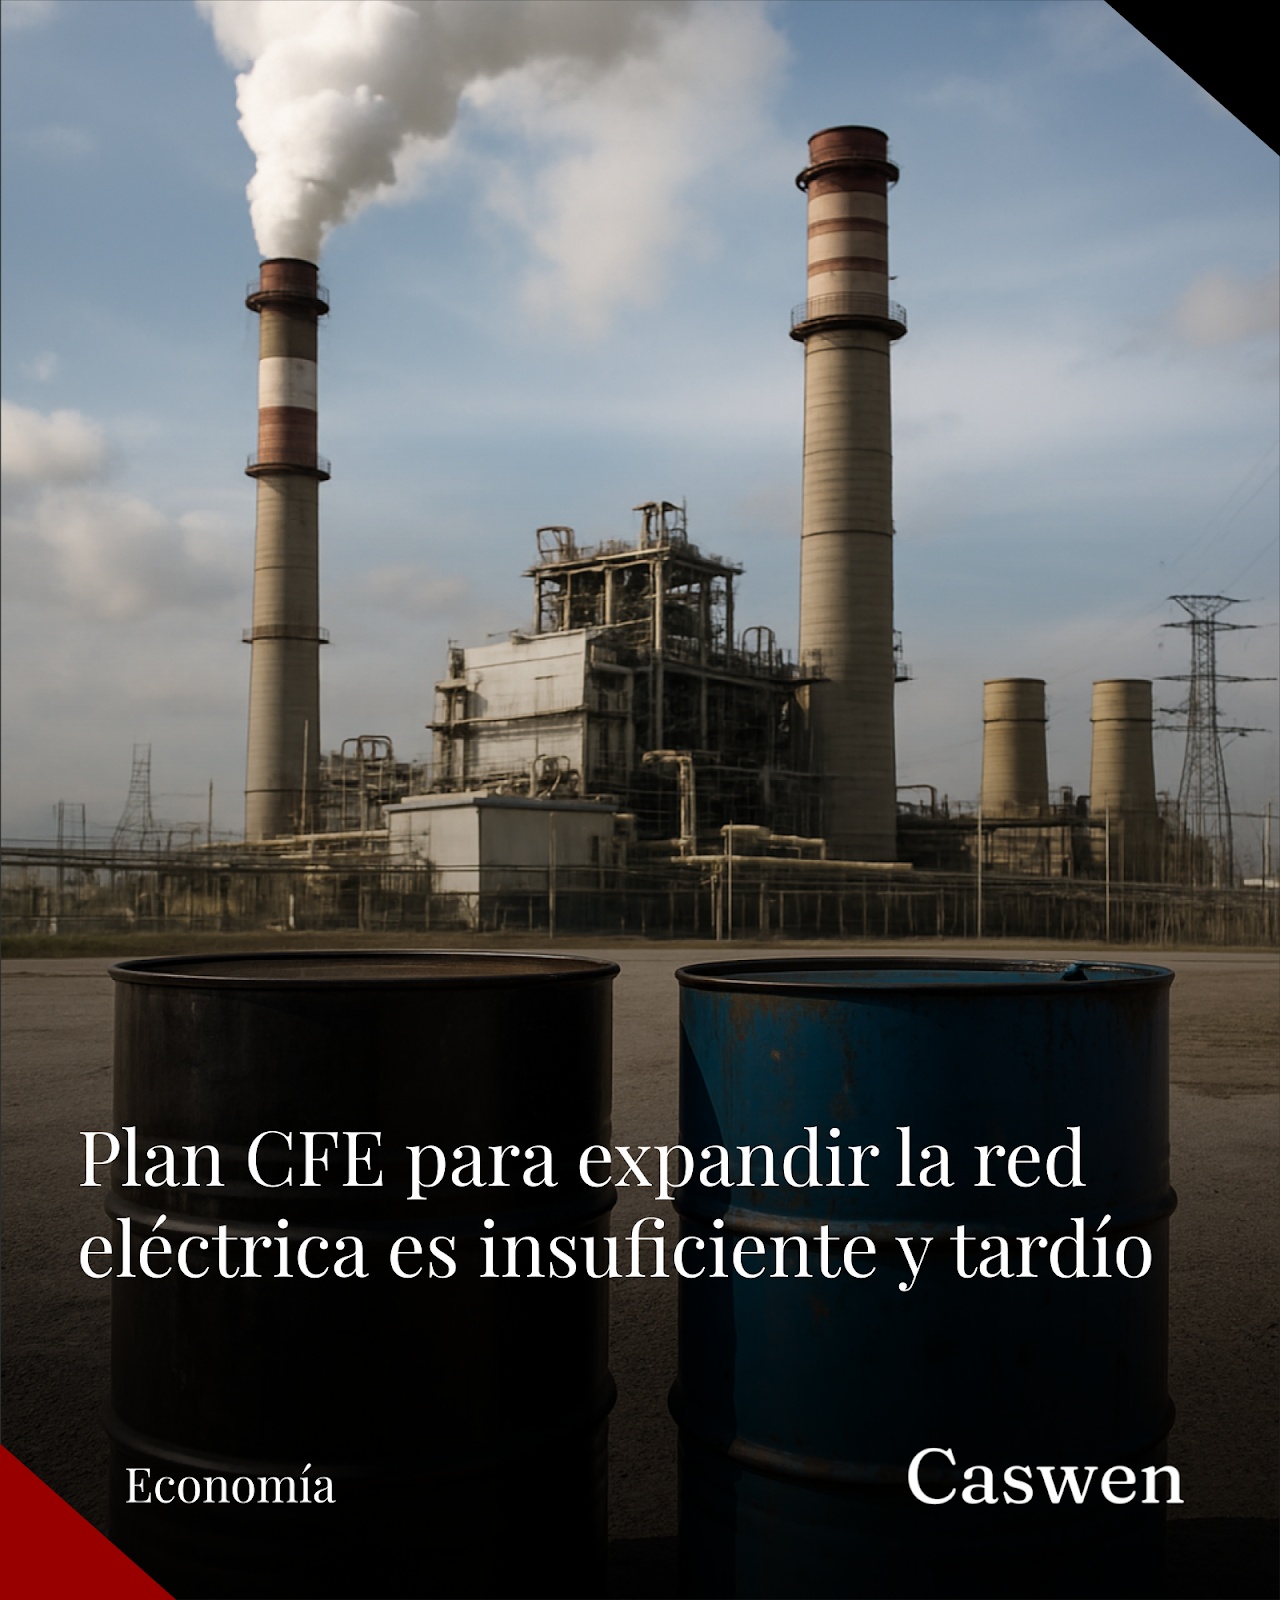 Plan CFE para expandir la red
eléctrica es insuficiente y tardío
Economía
Caswen